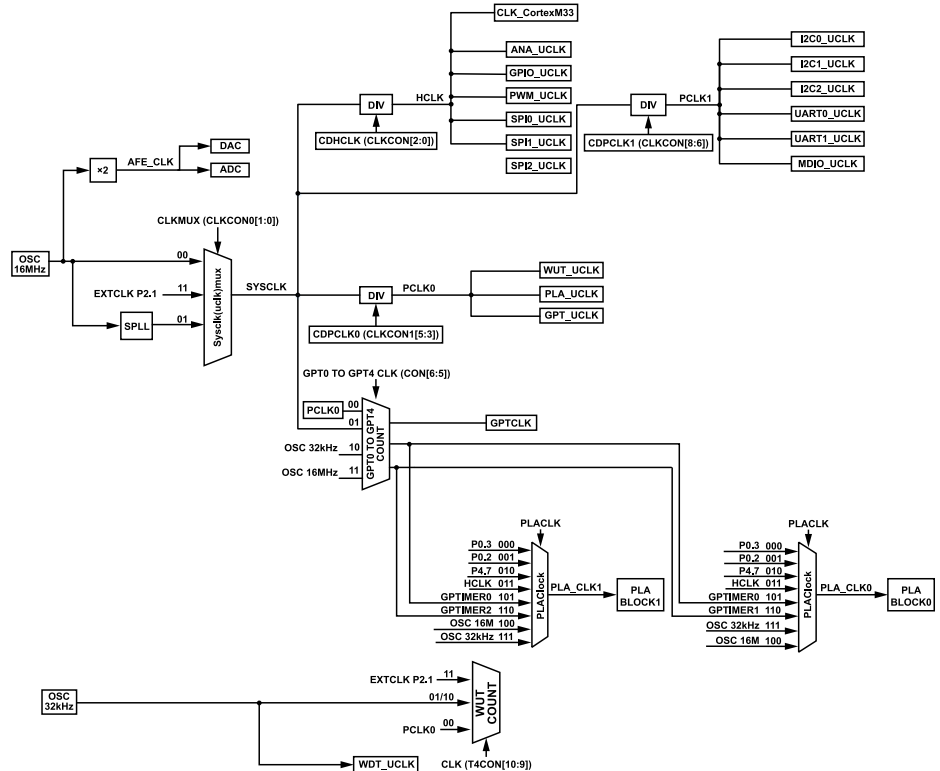 CLK_CortexM33
ANA_UCLK
GPIO_UCLK
PWM_UCLK
SPI0_UCLK
SPI1_UCLK
SPI2_UCLK
DIV
HCLK
CDHCLK (CLKCON[2:0])
I2C0_UCLK
I2C1_UCLK
I2C2_UCLK
UART0_UCLK
UART1_UCLK
MDIO_UCLK
DIV
PCLK1
CDPCLK1 (CLKCON[8:6])
×2
AFE_CLK
DAC
ADC
CLKMUX (CLKCON0[1:0])
OSC
16MHz
00
EXTCLK P2.1
11
SPLL
01
Sysclk(uclk)mux
SYSCLK
DIV
PCLK0
CDPCLK0 (CLKCON1[5:3])
WUT_UCLK
PLA_UCLK
GPT_UCLK
GPT0 TO GPT4 CLK (CON[6:5])
PCLK0
00
01
OSC 32kHz
10
OSC 16MHz
11
GPT0 TO GPT4
COUNT
GPTCLK
PLACLK
P0.3 000
P0.2 001
P4.7 010
HCLK 011
GPTIMER0 101
GPTIMER2 110
OSC 16M 100
OSC 32kHz 111
PLAClock
PLA_CLK1
PLA
BLOCK1
PLACLK
P0.3 000
P0.2 001
P4.7 010
HCLK 011
GPTIMER0 101
GPTIMER1 110
OSC 32kHz 111
OSC 16M 100
PLAClock
PLA_CLK0
PLA
BLOCK0
OSC
32kHz
EXTCLK P2.1
11
01/10
PCLK0
00
WUT
COUNT
WDT_UCLK
CLK (T4CON[10:9])